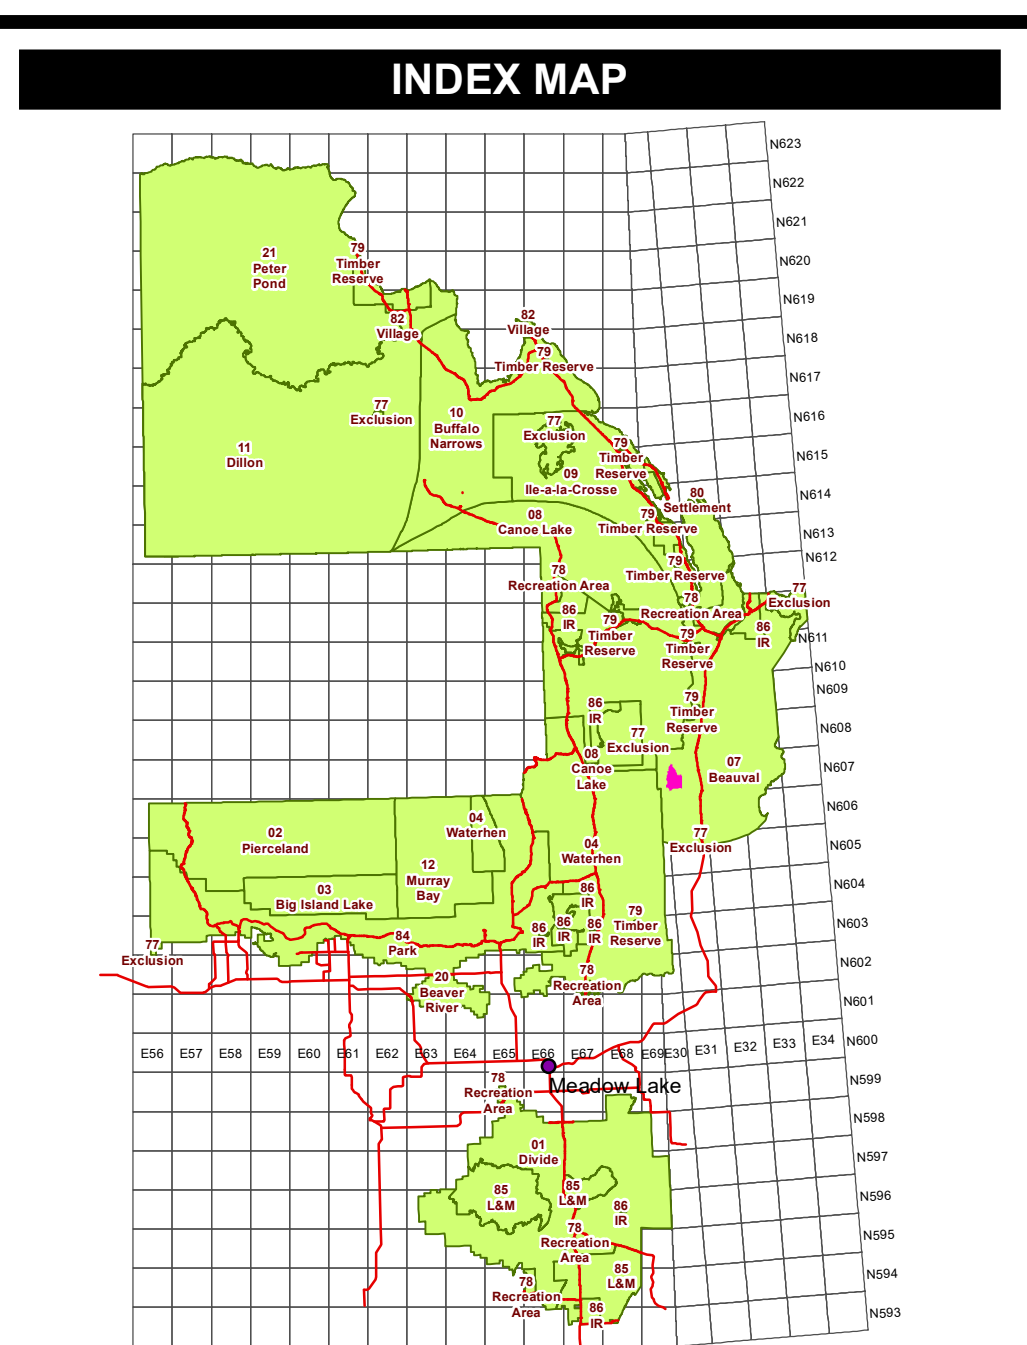 INDEX MAP
N623
N622
N621
N620
N619
N618
N617
N616
N615
N614
N613
N612
N611
N610
N609
N608
N607
N606
N605
N604
N603
N602
N601
N600
N599
N598
N597
N596
N595
N594
N593
21
Peter
Pond
79
Timber
Reserve
82
Village
82
Village
79
Timber Reserve
77
Exclusion
10
Buffalo
Narrows
77
Exclusion
11
Dillon
79
Timber
Reserve
09
Ile-a-la-Crosse
80
Settlement
08
Canoe Lake
79
Timber Reserve
79
Timber Reserve
78
Recreation Area
78
Recreation Area
77
Exclusion
86
IR
79
Timber
Reserve
79
Timber
Reserve
86
IR
79
Timber
Reserve
86
IR
77
Exclusion
08
Canoe
Lake
07
Beauval
04
Waterhen
02
Pierceland
12
Murray
Bay
04
Waterhen
77
Exclusion
03
Big Island Lake
86
IR
79
Timber
Reserve
86
IR
86
IR
86
IR
84
Park
77
Exclusion
20
Beaver
River
78
Recreation
Area
E56 E57 E58 E59 E60 E61 E62 E63 E64 E65 E66 E67 E68 E69 E30 E31 E32 E33 E34
Meadow Lake
78
Recreation
Area
01
Divide
85
L&M
85
L&M
86
IR
78
Recreation
Area
85
L&M
78
Recreation
Area
86
IR